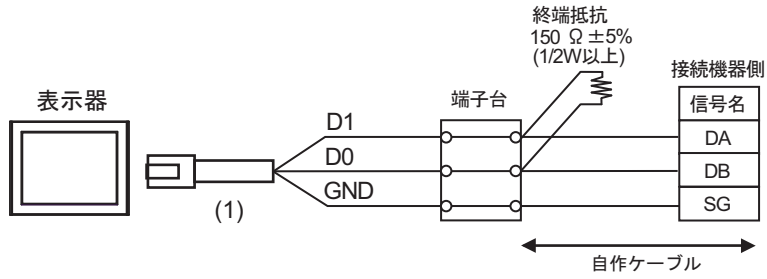 終端抵抗
150 Ω ±5%
(1/2W以上)
接続機器側
表示器
端子台
信号名
D1
DA
D0
DB
GND
SG
(1)
自作ケーブル